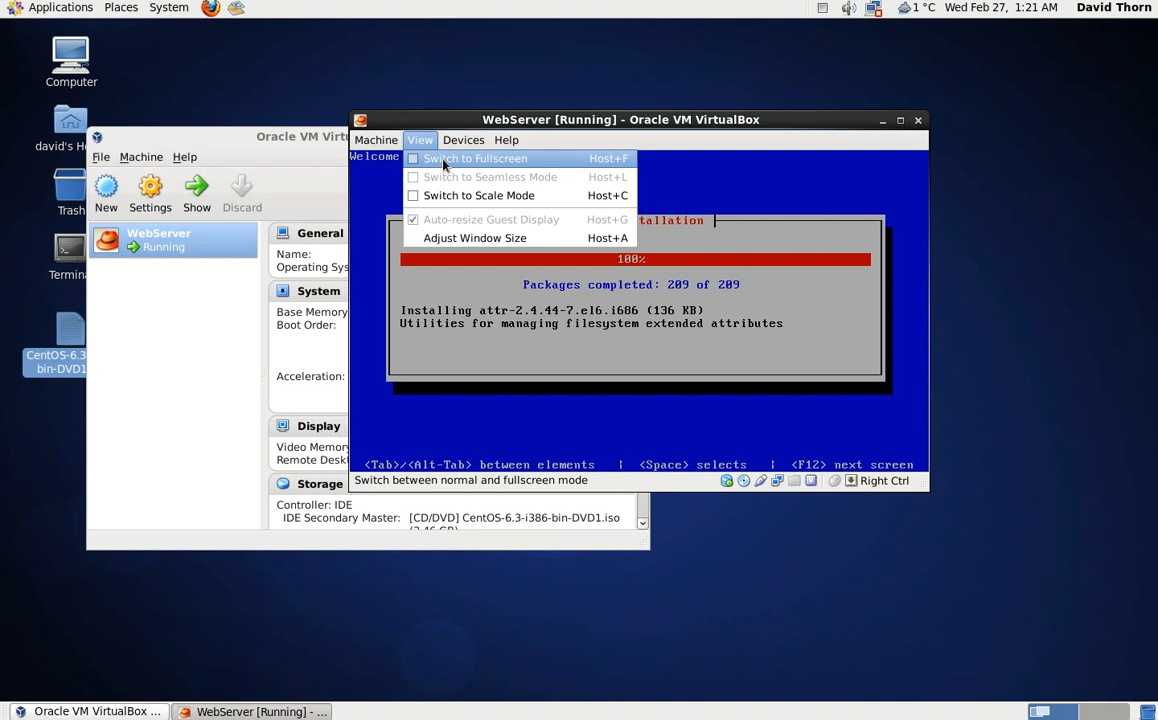 Applications Places System 1 °C Wed Feb 27, 1:21 AM David Thorn
Computer
david's H
Trash
Termina
CentOS-6.3
bin-DVD1
Oracle VM Virt
File Machine Help
New Settings Show Discard
WebServer
Running
General
Name:
Operating Sys
System
Base Memory
Boot Order:
Acceleration:
Display
Video Memor
Remote Desk
Storage
Controller: IDE
IDE Secondary Master: [CD/DVD] CentOS-6.3-i386-bin-DVD1.iso
WebServer [Running] - Oracle VM VirtualBox
Machine View Devices Help
Welcome
Switch to Fullscreen Host+F
Switch to Seamless Mode Host+L
Switch to Scale Mode Host+C
Auto-resize Guest Display Host+G
Adjust Window Size Host+A
tallation
100%
Packages completed: 209 of 209
Installing attr-2.4.44-7.el6.i686 (136 KB)
Utilities for managing filesystem extended attributes
<Tab>/<Alt-Tab> between elements | <Space> selects | <F12> next screen
Switch between normal and fullscreen mode Right Ctrl
Oracle VM VirtualBox ... WebServer [Running] - ...